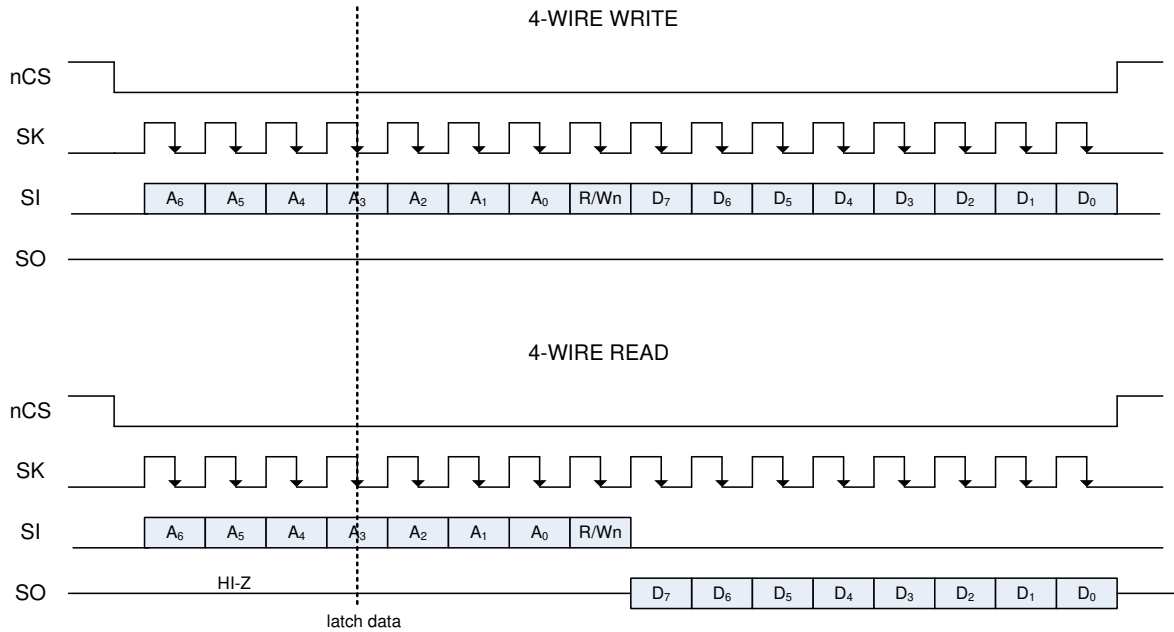 4-WIRE WRITE
nCS
SK
SI A₆ A₅ A₄ A₃ A₂ A₁ A₀ R/Wn D₇ D₆ D₅ D₄ D₃ D₂ D₁ D₀
SO
4-WIRE READ
nCS
SK
SI A₆ A₅ A₄ A₃ A₂ A₁ A₀ R/Wn
SO HI-Z D₇ D₆ D₅ D₄ D₃ D₂ D₁ D₀
latch data